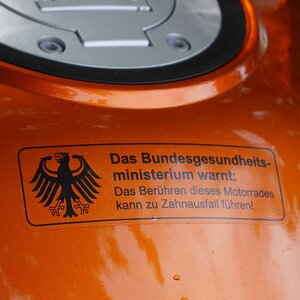 Das Bundesgesundheits-
ministerium warnt:
Das Berühren dieses Motorrades
kann zu Zahnausfall führen!